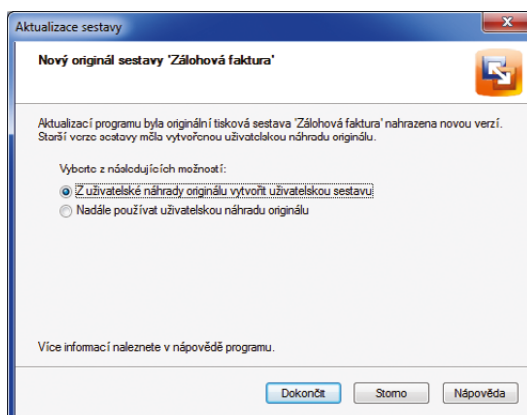 Aktualizace sestavy
Nový originál sestavy 'Zálohová faktura'
Aktualizací programu byla originální tisková sestava 'Zálohová faktura' nahrazena novou verzí.
Starší verze sestavy měla vytvořenou uživatelskou náhradu originálu.
Vyberte z následujících možností:
Z uživatelské náhrady originálu vytvořit uživatelskou sestavu
Nadále používat uživatelskou náhradu originálu
Více informací naleznete v nápovědě programu.
Dokončit
Storno
Nápověda